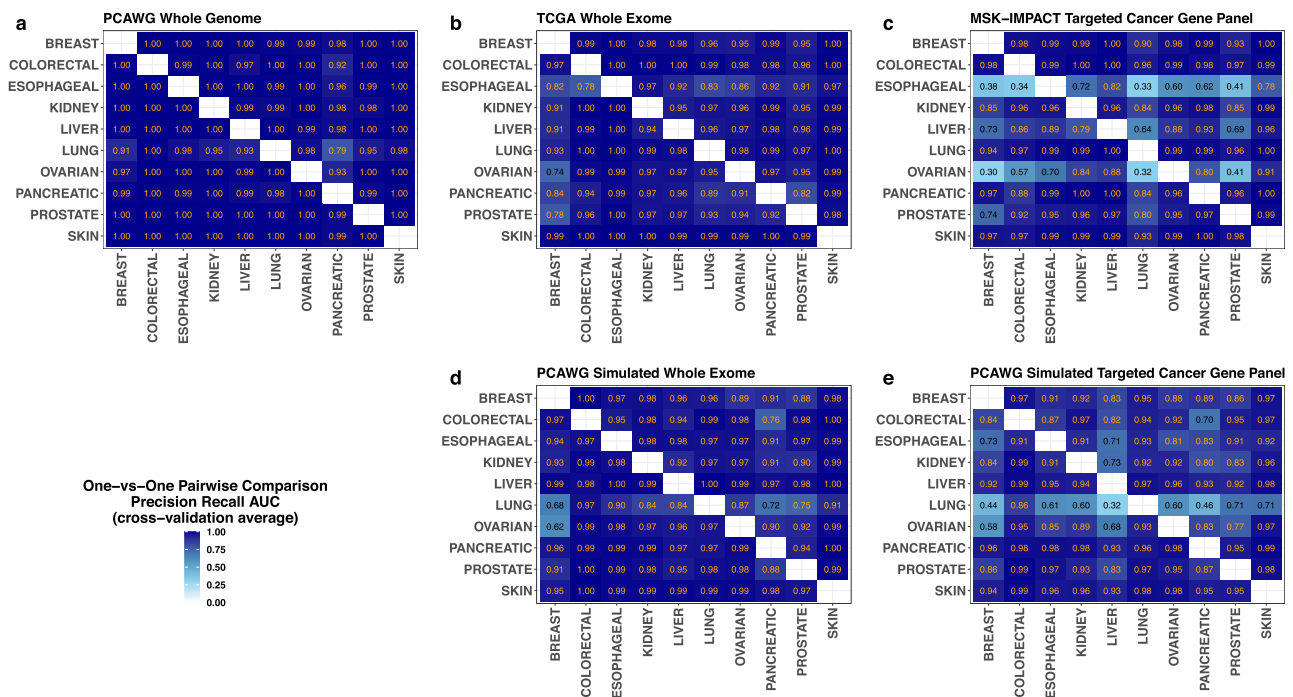 a PCAWG Whole Genome
BREAST 1.00 1.00 1.00 1.00 0.99 0.99 0.98 1.00 1.00
COLORECTAL 1.00 0.99 1.00 0.97 1.00 1.00 0.92 1.00 1.00
ESOPHAGEAL 1.00 1.00 1.00 1.00 1.00 1.00 0.96 0.99 1.00
KIDNEY 1.00 1.00 1.00 0.99 0.99 1.00 0.98 0.98 1.00
LIVER 1.00 1.00 1.00 1.00 1.00 0.99 0.98 1.00 1.00
LUNG 0.91 1.00 0.98 0.95 0.93 0.98 0.79 0.95 0.98
OVARIAN 0.97 1.00 1.00 1.00 0.99 1.00 0.93 1.00 1.00
PANCREATIC 0.99 0.99 1.00 1.00 0.99 0.98 1.00 0.99 1.00
PROSTATE 1.00 1.00 1.00 1.00 1.00 1.00 1.00 0.99 1.00
SKIN 1.00 1.00 1.00 1.00 1.00 1.00 1.00 0.99 1.00
BREAST
COLORECTAL
ESOPHAGEAL
KIDNEY
LIVER
LUNG
OVARIAN
PANCREATIC
PROSTATE
SKIN
b TCGA Whole Exome
BREAST 0.99 1.00 0.98 0.98 0.96 0.95 0.99 0.95 1.00
COLORECTAL 0.97 1.00 1.00 1.00 0.99 0.98 0.98 0.96 1.00
ESOPHAGEAL 0.82 0.78 0.97 0.92 0.83 0.86 0.92 0.91 0.97
KIDNEY 0.91 1.00 1.00 0.95 0.97 0.96 0.99 0.98 0.99
LIVER 0.91 0.99 1.00 0.94 0.96 0.97 0.98 0.96 0.99
LUNG 0.93 1.00 1.00 0.99 0.98 0.99 0.99 0.97 0.99
OVARIAN 0.74 0.99 0.99 0.97 0.97 0.95 0.97 0.90 0.99
PANCREATIC 0.84 0.94 1.00 0.97 0.96 0.89 0.91 0.82 0.99
PROSTATE 0.78 0.96 1.00 0.97 0.97 0.93 0.94 0.92 0.98
SKIN 0.99 1.00 1.00 1.00 1.00 0.99 0.99 1.00 0.99
BREAST
COLORECTAL
ESOPHAGEAL
KIDNEY
LIVER
LUNG
OVARIAN
PANCREATIC
PROSTATE
SKIN
c MSK−IMPACT Targeted Cancer Gene Panel
BREAST 0.98 0.99 0.99 1.00 0.90 0.98 0.98 0.93 1.00
COLORECTAL 0.98 0.99 1.00 1.00 0.98 0.99 0.96 0.98 0.99
ESOPHAGEAL 0.38 0.34 0.72 0.82 0.33 0.60 0.62 0.41 0.78
KIDNEY 0.85 0.96 0.96 0.96 0.84 0.96 0.98 0.85 0.99
LIVER 0.73 0.86 0.89 0.79 0.64 0.88 0.93 0.69 0.96
LUNG 0.94 0.97 0.99 0.99 1.00 0.99 0.99 0.96 0.99
OVARIAN 0.30 0.57 0.70 0.84 0.88 0.32 0.80 0.41 0.91
PANCREATIC 0.97 0.88 0.99 1.00 1.00 0.84 0.96 0.96 1.00
PROSTATE 0.74 0.92 0.95 0.96 0.97 0.80 0.95 0.97 0.99
SKIN 0.97 0.97 0.99 0.99 0.99 0.93 0.99 1.00 0.98
BREAST
COLORECTAL
ESOPHAGEAL
KIDNEY
LIVER
LUNG
OVARIAN
PANCREATIC
PROSTATE
SKIN
One−vs−One Pairwise Comparison
Precision Recall AUC
(cross−validation average)
1.00
0.75
0.50
0.25
0.00
d PCAWG Simulated Whole Exome
BREAST 1.00 0.97 0.98 0.96 0.96 0.89 0.91 0.88 0.98
COLORECTAL 0.97 0.95 0.98 0.94 0.99 0.98 0.76 0.98 1.00
ESOPHAGEAL 0.94 0.97 0.98 0.98 0.97 0.97 0.91 0.97 0.99
KIDNEY 0.93 0.99 0.98 0.92 0.97 0.97 0.91 0.90 0.99
LIVER 0.99 0.98 1.00 0.99 1.00 0.99 0.97 0.98 1.00
LUNG 0.68 0.97 0.90 0.84 0.84 0.87 0.72 0.75 0.91
OVARIAN 0.62 0.99 0.98 0.97 0.96 0.97 0.90 0.92 0.99
PANCREATIC 0.96 0.99 0.99 0.99 0.97 0.97 0.99 0.94 1.00
PROSTATE 0.91 1.00 0.99 0.98 0.95 0.98 0.98 0.88 0.99
SKIN 0.95 1.00 0.99 0.99 0.99 0.99 0.99 0.98 0.97
BREAST
COLORECTAL
ESOPHAGEAL
KIDNEY
LIVER
LUNG
OVARIAN
PANCREATIC
PROSTATE
SKIN
e PCAWG Simulated Targeted Cancer Gene Panel
BREAST 0.97 0.91 0.92 0.83 0.95 0.88 0.89 0.86 0.97
COLORECTAL 0.84 0.87 0.97 0.82 0.94 0.92 0.70 0.95 0.97
ESOPHAGEAL 0.73 0.91 0.91 0.71 0.93 0.81 0.83 0.91 0.92
KIDNEY 0.84 0.99 0.91 0.73 0.92 0.92 0.80 0.83 0.96
LIVER 0.92 0.99 0.95 0.94 0.97 0.96 0.93 0.92 0.98
LUNG 0.44 0.86 0.61 0.60 0.32 0.60 0.46 0.71 0.71
OVARIAN 0.58 0.95 0.85 0.89 0.68 0.93 0.83 0.77 0.97
PANCREATIC 0.96 0.98 0.98 0.98 0.93 0.96 0.98 0.95 0.99
PROSTATE 0.86 0.99 0.97 0.93 0.83 0.97 0.95 0.87 0.98
SKIN 0.94 0.99 0.96 0.96 0.93 0.98 0.98 0.95 0.95
BREAST
COLORECTAL
ESOPHAGEAL
KIDNEY
LIVER
LUNG
OVARIAN
PANCREATIC
PROSTATE
SKIN